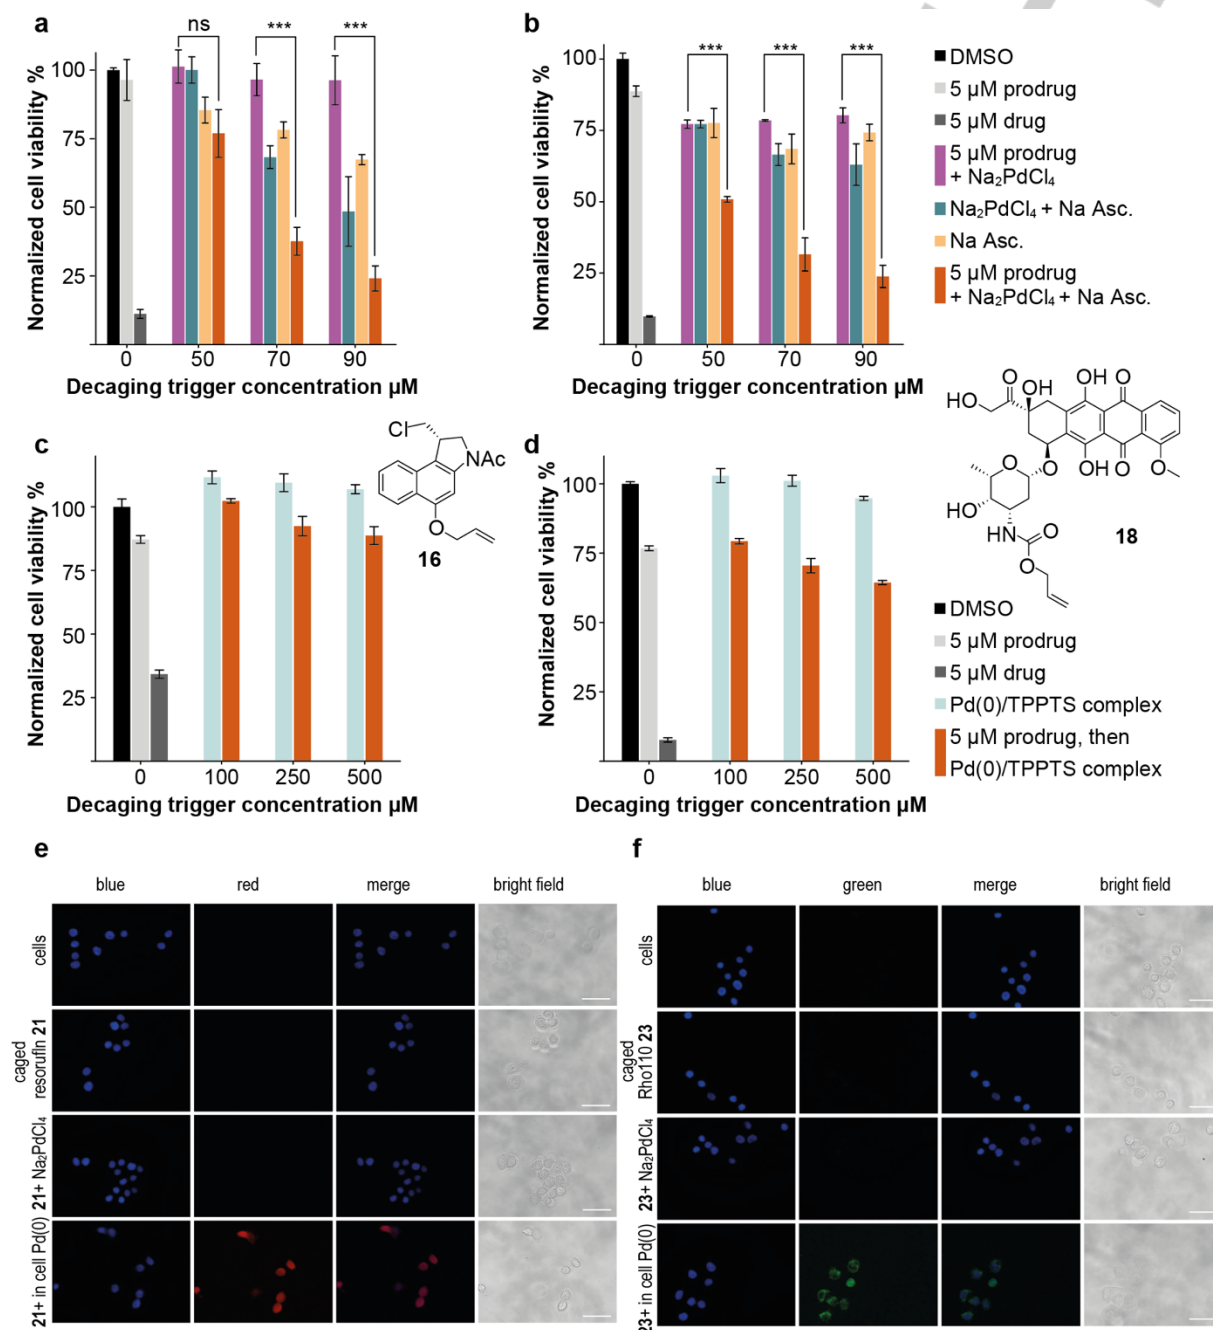 a
Normalized cell viability %
100
75
50
25
ns
***
***
0
50
70
90
Decaging trigger concentration µM
b
Normalized cell viability %
100
75
50
25
***
***
***
0
50
70
90
Decaging trigger concentration µM
DMSO
5 µM prodrug
5 µM drug
5 µM prodrug
+ Na₂PdCl₄
Na₂PdCl₄ + Na Asc.
Na Asc.
5 µM prodrug
+ Na₂PdCl₄ + Na Asc.
c
Normalized cell viability %
100
75
50
25
0
100
250
500
Decaging trigger concentration µM
Cl
NAc
O
16
d
Normalized cell viability %
100
75
50
25
0
100
250
500
Decaging trigger concentration µM
O
OH
OH
O
HO
O
O
OH
O
O
HO
HN
O
O
18
DMSO
5 µM prodrug
5 µM drug
Pd(0)/TPPTS complex
5 µM prodrug, then
Pd(0)/TPPTS complex
e
blue
red
merge
bright field
cells
caged
resorufin 21
21+ Na₂PdCl₄
21+ in cell Pd(0)
f
blue
green
merge
bright field
cells
caged
Rho110 23
23+ Na₂PdCl₄
23+ in cell Pd(0)